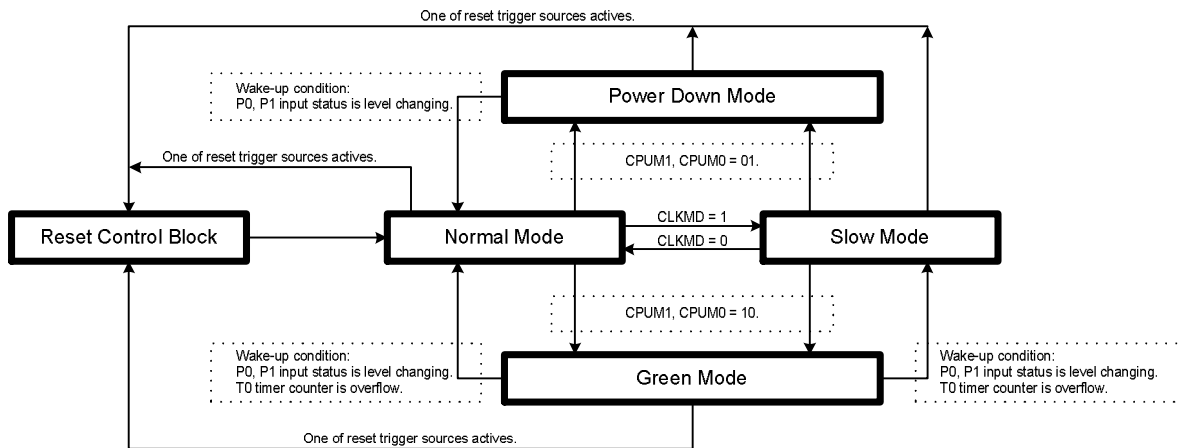 One of reset trigger sources actives.
Wake-up condition:
P0, P1 input status is level changing.
Power Down Mode
One of reset trigger sources actives.
CPUM1, CPUM0 = 01.
Reset Control Block
Normal Mode
CLKMD = 1
CLKMD = 0
Slow Mode
CPUM1, CPUM0 = 10.
Wake-up condition:
P0, P1 input status is level changing.
T0 timer counter is overflow.
Green Mode
Wake-up condition:
P0, P1 input status is level changing.
T0 timer counter is overflow.
One of reset trigger sources actives.